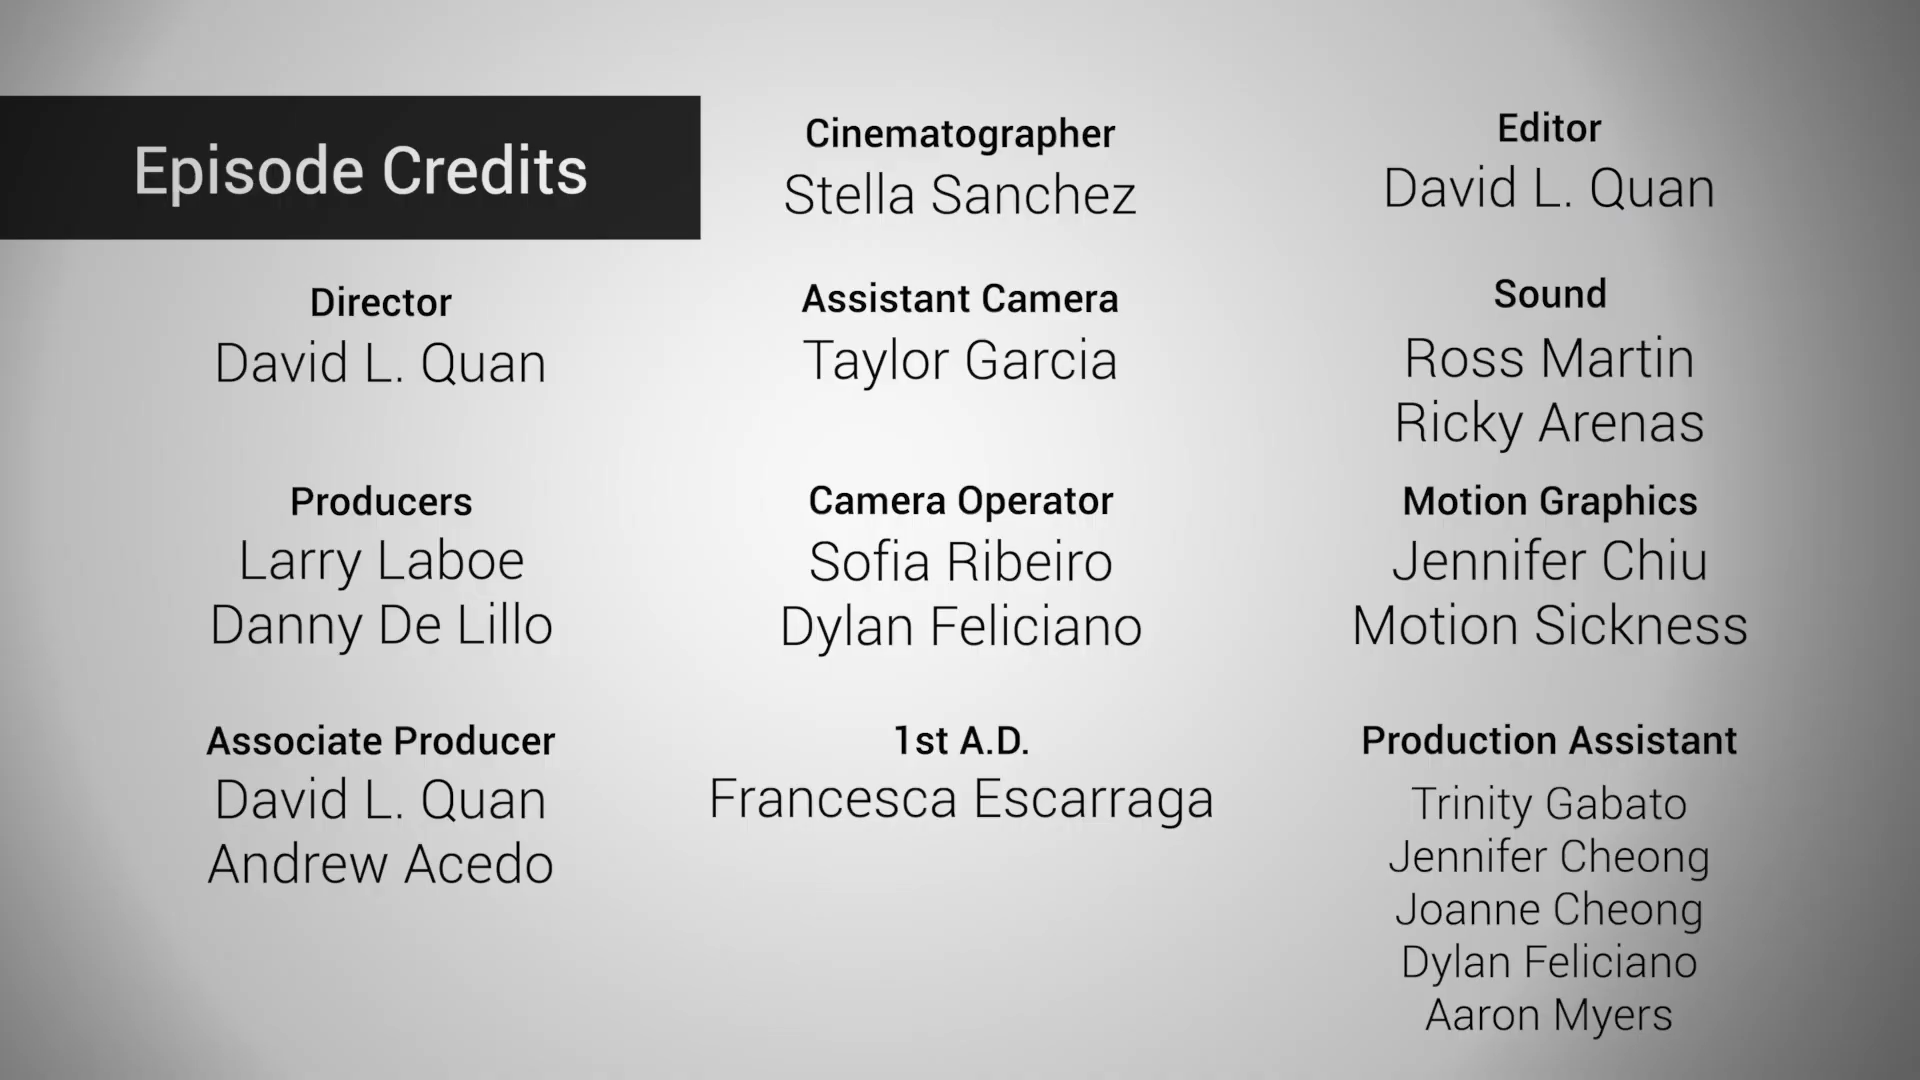 Episode Credits
Director
David L. Quan
Producers
Larry Laboe
Danny De Lillo
Associate Producer
David L. Quan
Andrew Acedo
Cinematographer
Stella Sanchez
Assistant Camera
Taylor Garcia
Camera Operator
Sofia Ribeiro
Dylan Feliciano
1st A.D.
Francesca Escarraga
Editor
David L. Quan
Sound
Ross Martin
Ricky Arenas
Motion Graphics
Jennifer Chiu
Motion Sickness
Production Assistant
Trinity Gabato
Jennifer Cheong
Joanne Cheong
Dylan Feliciano
Aaron Myers